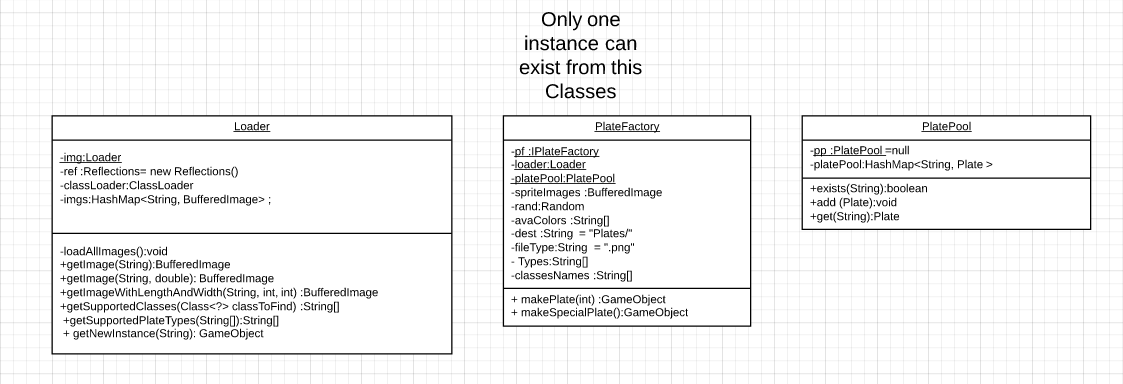 Only one
instance can
exist from this
Classes
Loader
-img:Loader
-ref :Reflections= new Reflections()
-classLoader:ClassLoader
-imgs:HashMap<String, BufferedImage> ;
-loadAllImages():void
+getImage(String):BufferedImage
+getImage(String, double): BufferedImage
+getImageWithLengthAndWidth(String, int, int) :BufferedImage
+getSupportedClasses(Class<?> classToFind) :String[]
+getSupportedPlateTypes(String[]):String[]
+ getNewInstance(String): GameObject
PlateFactory
-pf :IPlateFactory
-loader:Loader
-platePool:PlatePool
-spriteImages :BufferedImage
-rand:Random
-avaColors :String[]
-dest :String  = "Plates/"
-fileType:String  = ".png"
- Types:String[]
-classesNames :String[]
+ makePlate(int) :GameObject
+ makeSpecialPlate():GameObject
PlatePool
-pp :PlatePool =null
-platePool:HashMap<String, Plate >
+exists(String):boolean
+add (Plate):void
+get(String):Plate